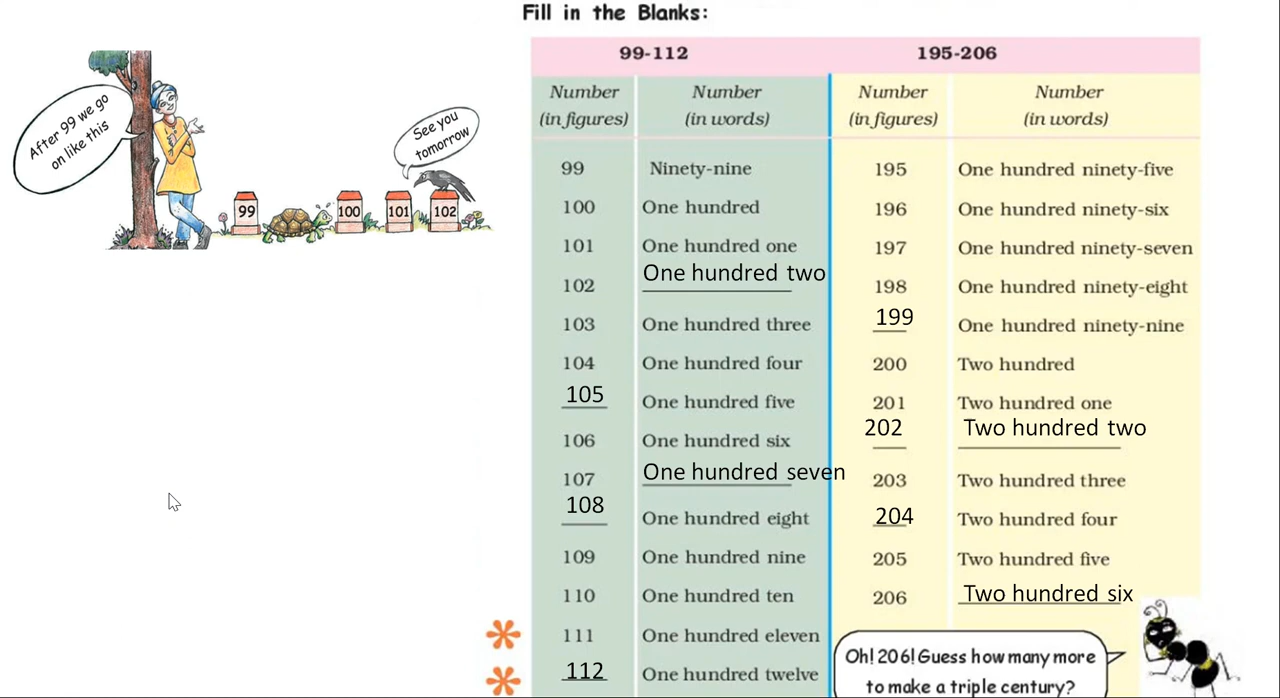 Fill in the Blanks:
After 99 we go
on like this
See you
tomorrow
99
100
101
102
99-112 195-206
Number Number Number Number
(in figures) (in words) (in figures) (in words)
99 Ninety-nine 195 One hundred ninety-five
100 One hundred 196 One hundred ninety-six
101 One hundred one 197 One hundred ninety-seven
102 One hundred two 198 One hundred ninety-eight
103 One hundred three 199 One hundred ninety-nine
104 One hundred four 200 Two hundred
105 One hundred five 201 Two hundred one
106 One hundred six 202 Two hundred two
107 One hundred seven 203 Two hundred three
108 One hundred eight 204 Two hundred four
109 One hundred nine 205 Two hundred five
110 One hundred ten 206 Two hundred six
111 One hundred eleven
112 One hundred twelve
Oh! 206! Guess how many more
to make a triple century?